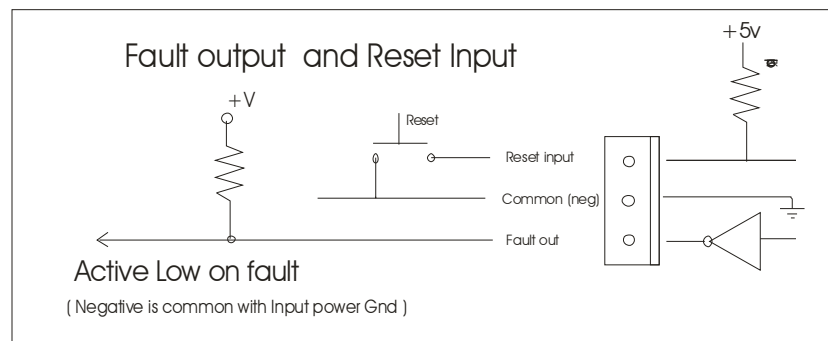 Fault output and Reset Input
+5v
+V
Reset
Reset input
Common (neg)
Fault out
Active Low on fault
( Negative is common with Input power Gnd )